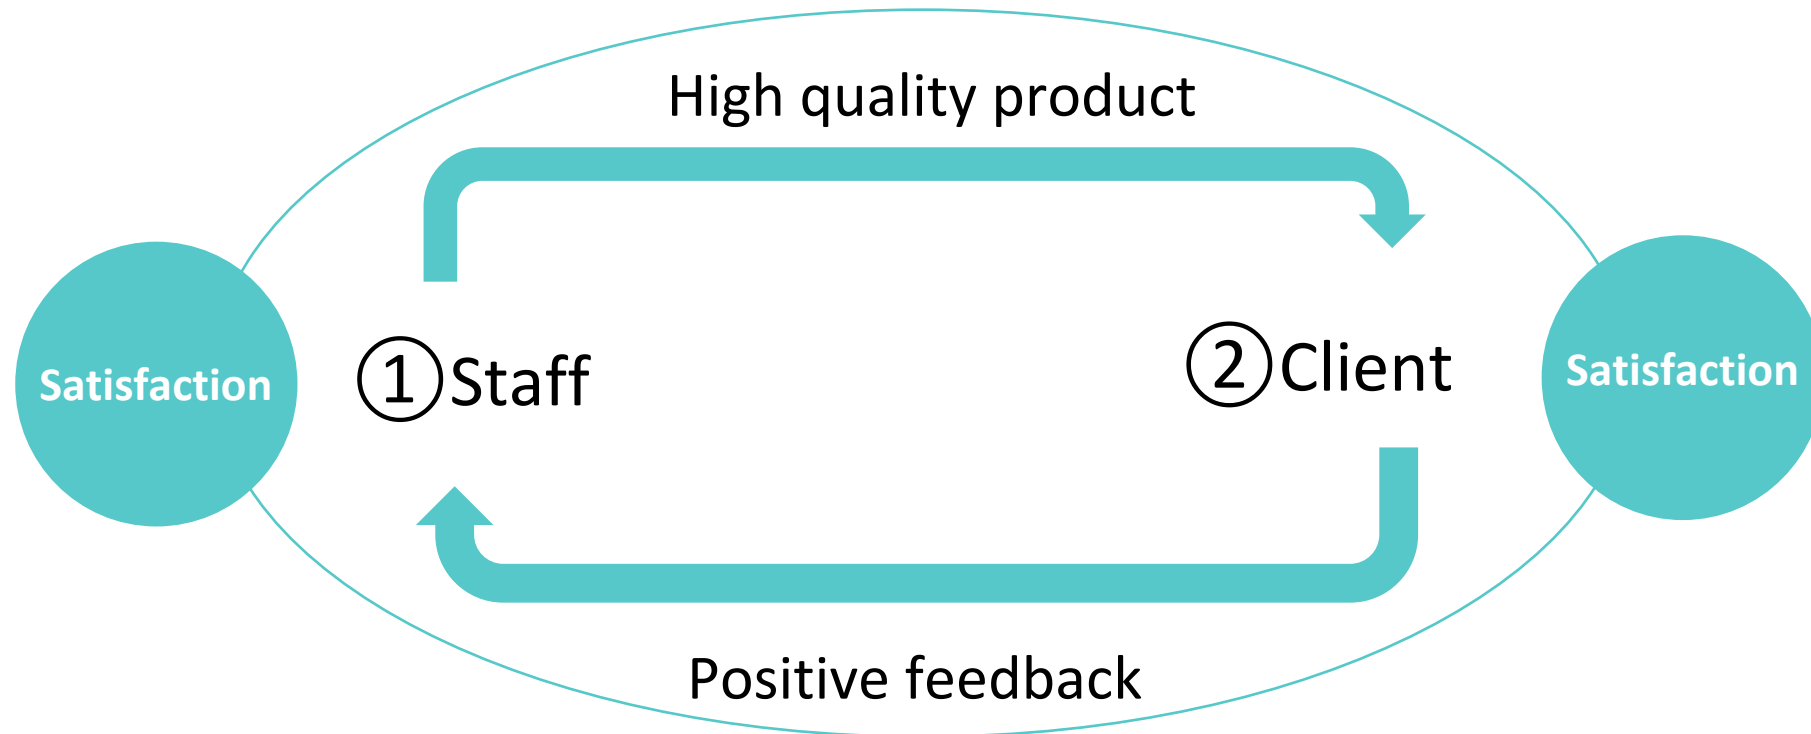 High quality product
Satisfaction
①Staff
②Client
Satisfaction
Positive feedback